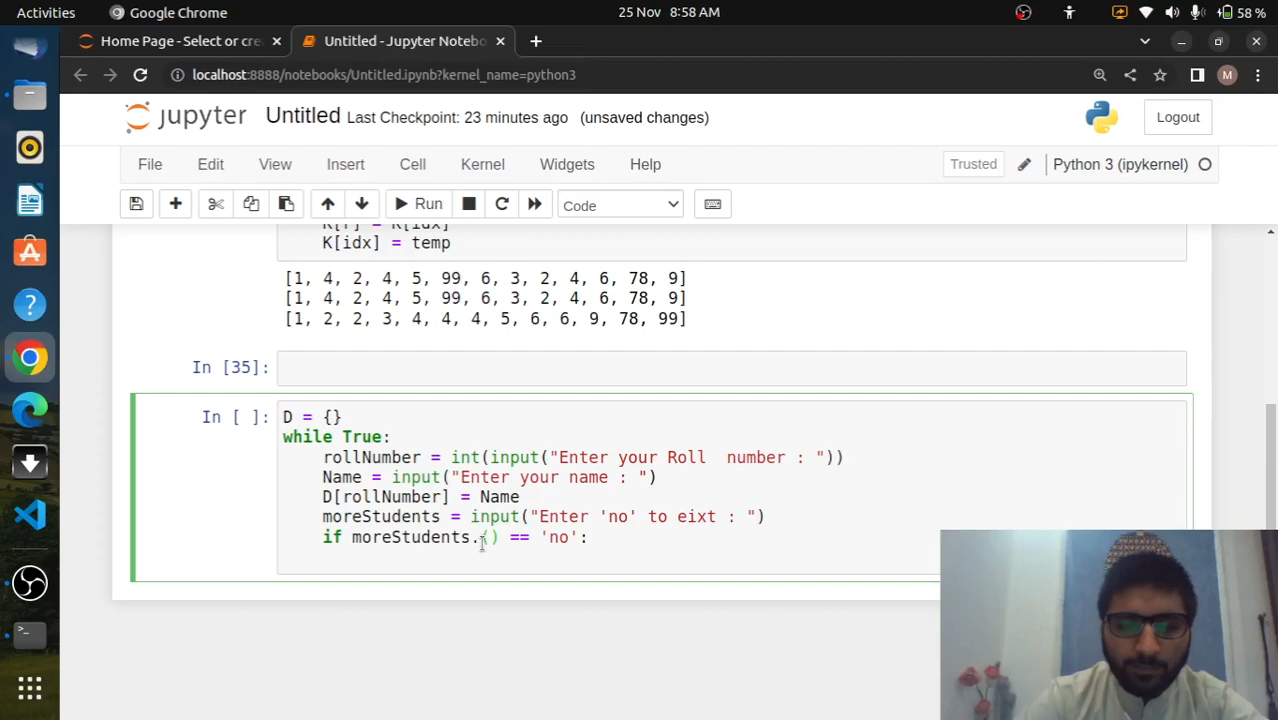 Activities
Google Chrome
25 Nov 8:58 AM
58 %
Home Page - Select or cre
Untitled - Jupyter Notebo
localhost:8888/notebooks/Untitled.ipynb?kernel_name=python3
M
jupyter Untitled Last Checkpoint: 23 minutes ago (unsaved changes)
Logout
File Edit View Insert Cell Kernel Widgets Help
Trusted
Python 3 (ipykernel)
Run
Code
K[i] = K[idx]
K[idx] = temp
[1, 4, 2, 4, 5, 99, 6, 3, 2, 4, 6, 78, 9]
[1, 4, 2, 4, 5, 99, 6, 3, 2, 4, 6, 78, 9]
[1, 2, 2, 3, 4, 4, 4, 5, 6, 6, 9, 78, 99]
In [35]:
In [ ]:
D = {}
while True:
rollNumber = int(input("Enter your Roll  number : "))
Name = input("Enter your name : ")
D[rollNumber] = Name
moreStudents = input("Enter 'no' to eixt : ")
if moreStudents.() == 'no':